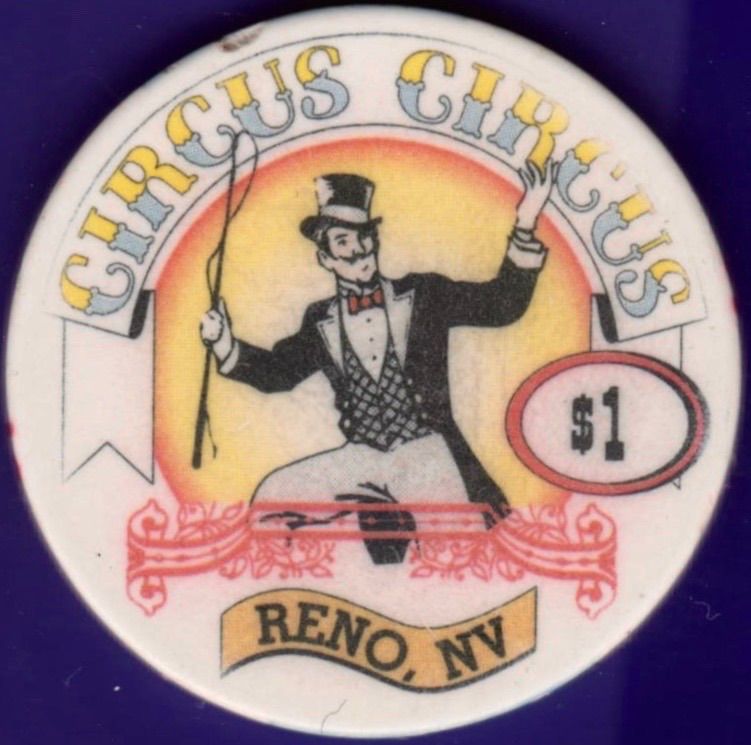 CIRCUS CIRCUS
$1
RENO, NV